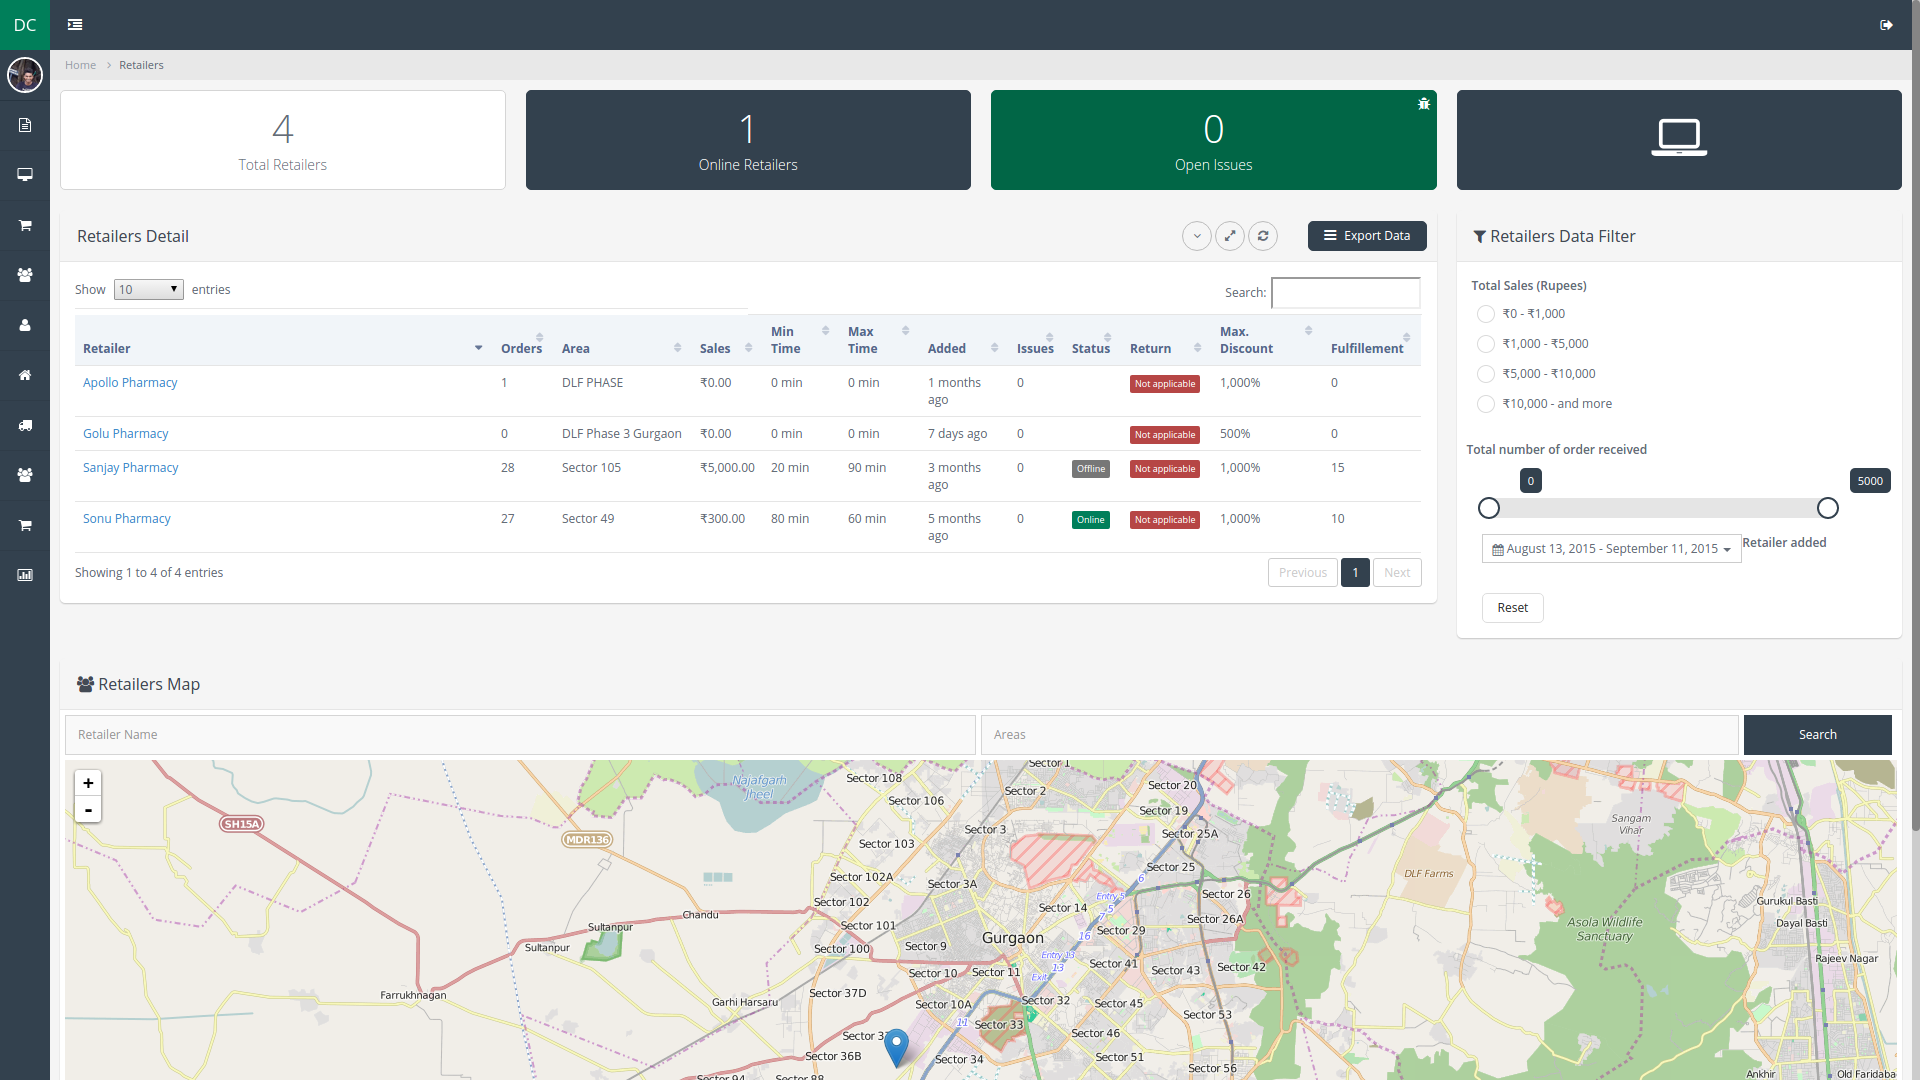 DC
Home > Retailers
4
Total Retailers
1
Online Retailers
0
Open Issues
Retailers Detail
Export Data
Show 10 entries
Search:
Retailer Orders Area Sales Min Time Max Time Added Issues Status Return Max. Discount Fulfillement
Apollo Pharmacy 1 DLF PHASE ₹0.00 0 min 0 min 1 months ago 0 Not applicable 1,000% 0
Golu Pharmacy 0 DLF Phase 3 Gurgaon ₹0.00 0 min 0 min 7 days ago 0 Not applicable 500% 0
Sanjay Pharmacy 28 Sector 105 ₹5,000.00 20 min 90 min 3 months ago 0 Offline Not applicable 1,000% 15
Sonu Pharmacy 27 Sector 49 ₹300.00 80 min 60 min 5 months ago 0 Online Not applicable 1,000% 10
Showing 1 to 4 of 4 entries
Previous 1 Next
Retailers Data Filter
Total Sales (Rupees)
₹0 - ₹1,000
₹1,000 - ₹5,000
₹5,000 - ₹10,000
₹10,000 - and more
Total number of order received
0 5000
August 13, 2015 - September 11, 2015 Retailer added
Reset
Retailers Map
Retailer Name
Areas
Search
+
-
SH15A
MDR136
Najafgarh
Jheel
Sector 108
Sector 106
Sector 103
Sector 102A
Sector 102
Sector 101
Sector 100
Sector 1
Sector 2
Sector 3
Sector 3A
Sector 20
Sector 19
Sector 25A
Sector 25
Sector 26
Sector 26A
Sector 14
Sector 29
Entry 5
6
7-5
16
Gurgaon
Entry 13
Exit
13
Sector 9
Sector 10
Sector 11
Sector 41
Sector 43
Sector 42
Sector 37D
Sector 10A
Sector 32
Sector 45
Sector 53
11
Sector 33
Sector 46
Sector 36B
Sector 34
Sector 51
Sector 56
Sector 94
Sector 88
Chandu
Sultanpur
Sultanpur
Farrukhnagan
Garhi Harsaru
Sangam
Vihar
DLF Farms
Asola Wildlife
Sanctuary
Gurukul Basti
Dayal Basti
Rajeev Nagar
Ankhir
Old Faridaba